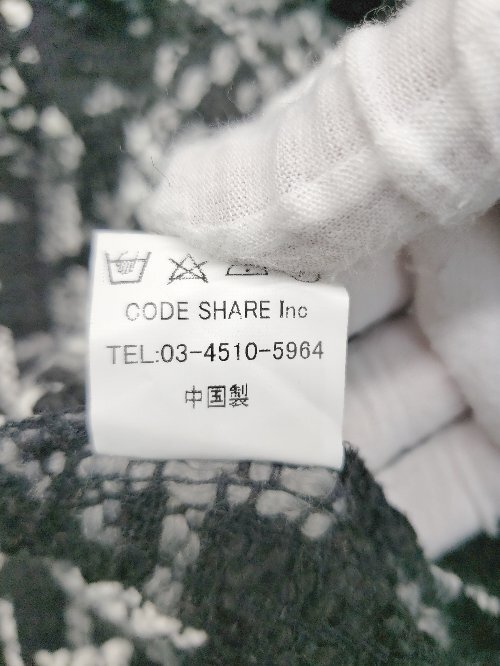 CODE SHARE Inc
TEL:03-4510-5964
中国製